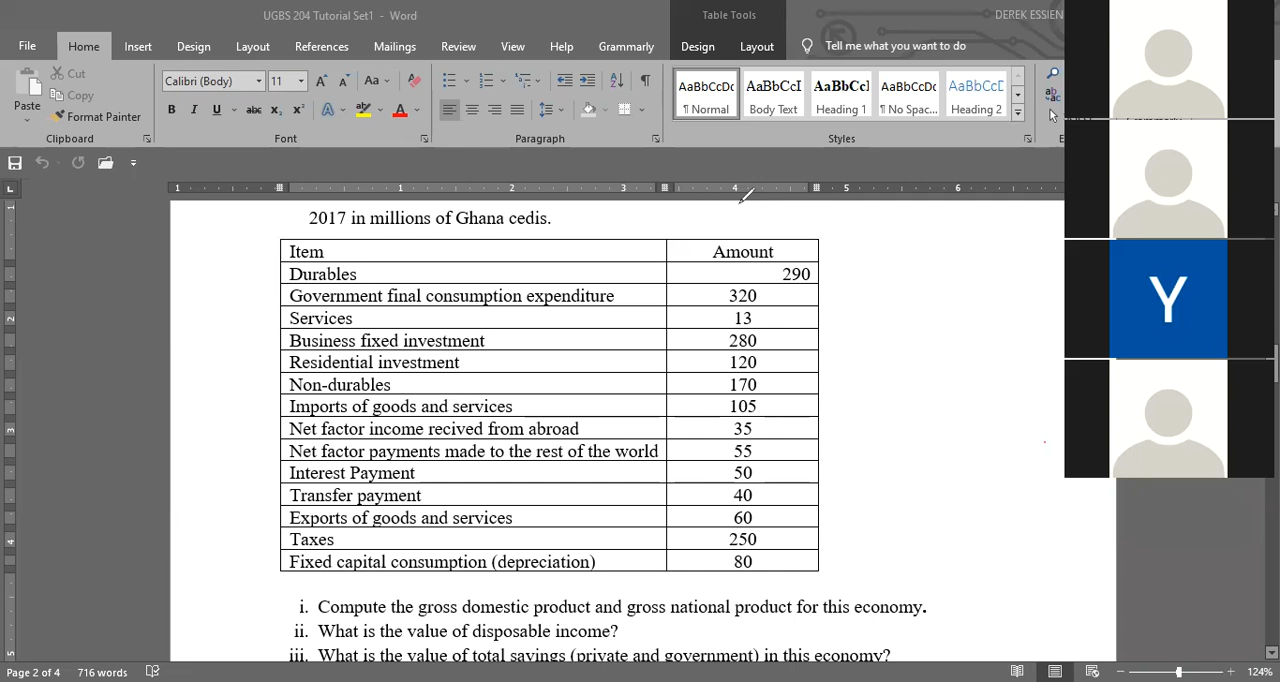 UGBS 204 Tutorial Set1 - Word
Table Tools
DEREK ESSIEN
File Home Insert Design Layout References Mailings Review View Help Grammarly Design Layout Tell me what you want to do
Paste
Cut
Copy
Format Painter
Calibri (Body) 11
AaBbCcDc AaBbCcI AaBbCcI AaBbCcDc AaBbCcD
¶ Normal Body Text Heading 1 ¶ No Spac... Heading 2
Clipboard Font Paragraph Styles
2017 in millions of Ghana cedis.
Item Amount
Durables 290
Government final consumption expenditure 320
Services 13
Business fixed investment 280
Residential investment 120
Non-durables 170
Imports of goods and services 105
Net factor income recived from abroad 35
Net factor payments made to the rest of the world 55
Interest Payment 50
Transfer payment 40
Exports of goods and services 60
Taxes 250
Fixed capital consumption (depreciation) 80
i. Compute the gross domestic product and gross national product for this economy.
ii. What is the value of disposable income?
iii. What is the value of total savings (private and government) in this economy?
Y
Page 2 of 4 716 words 124%